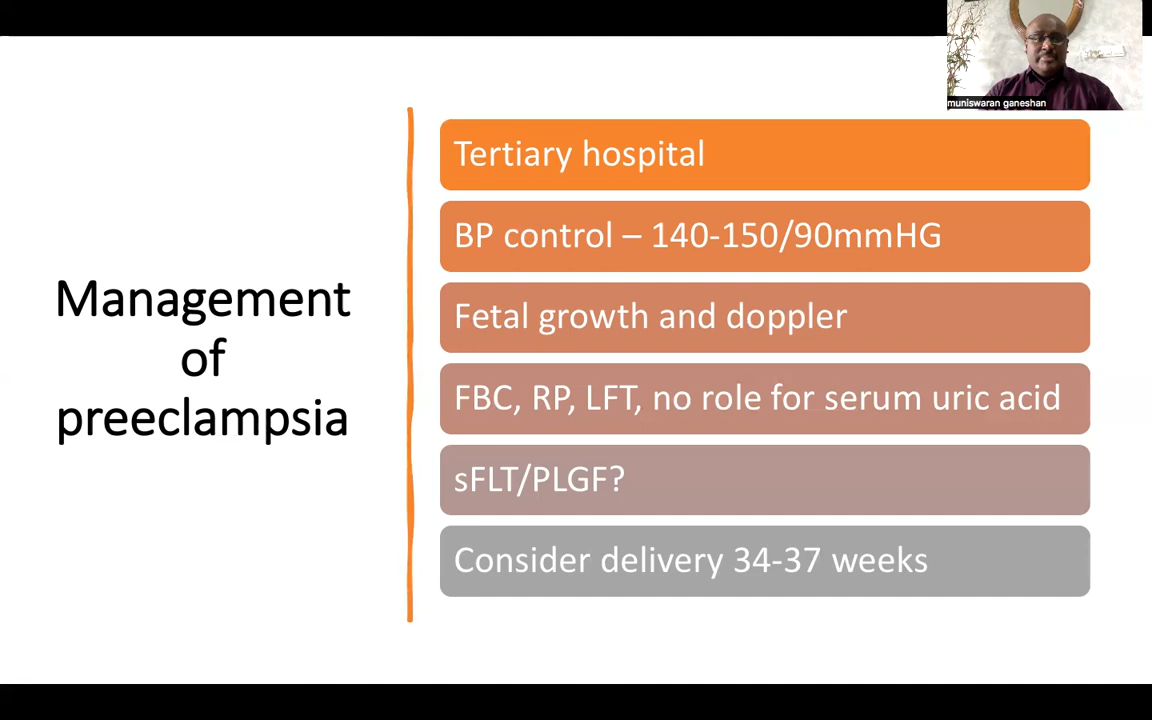 muniswaran ganeshan
Management
of
preeclampsia
Tertiary hospital
BP control – 140-150/90mmHG
Fetal growth and doppler
FBC, RP, LFT, no role for serum uric acid
sFLT/PLGF?
Consider delivery 34-37 weeks